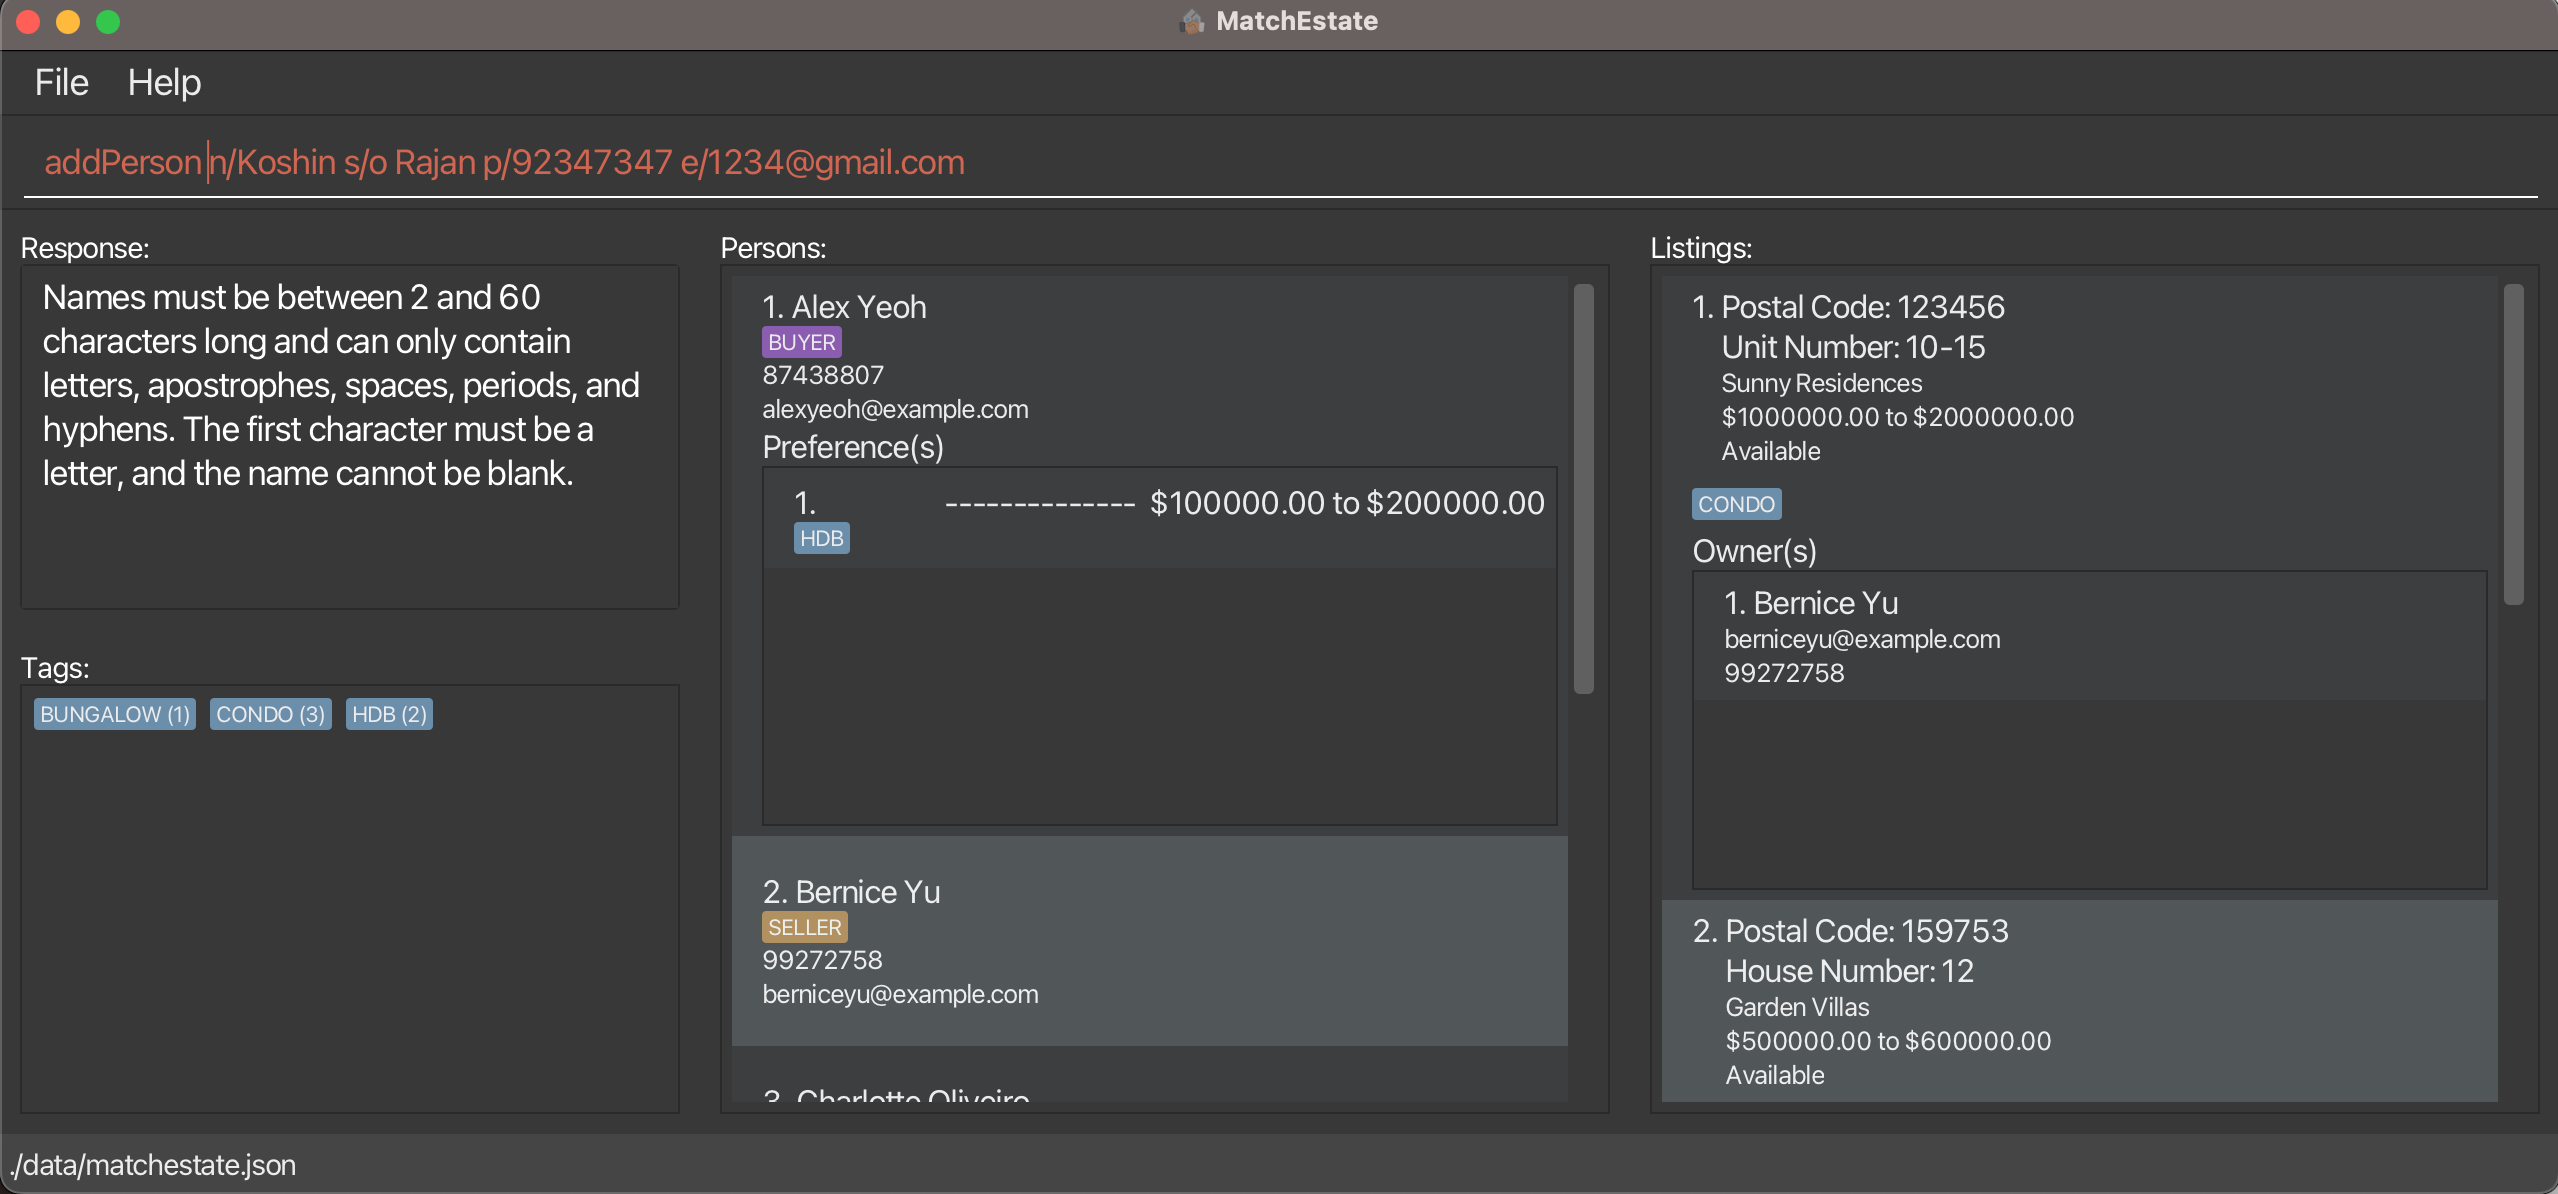 MatchEstate
File Help
addPerson n/Koshin s/o Rajan p/92347347 e/1234@gmail.com
Response:
Names must be between 2 and 60
characters long and can only contain
letters, apostrophes, spaces, periods, and
hyphens. The first character must be a
letter, and the name cannot be blank.
Tags:
BUNGALOW (1) CONDO (3) HDB (2)
Persons:
1. Alex Yeoh
BUYER
87438807
alexyeoh@example.com
Preference(s)
1. -------------- $100000.00 to $200000.00
HDB
2. Bernice Yu
SELLER
99272758
berniceyu@example.com
3. Charlotte Oliveiro
Listings:
1. Postal Code: 123456
Unit Number: 10-15
Sunny Residences
$1000000.00 to $2000000.00
Available
CONDO
Owner(s)
1. Bernice Yu
berniceyu@example.com
99272758
2. Postal Code: 159753
House Number: 12
Garden Villas
$500000.00 to $600000.00
Available
./data/matchestate.json